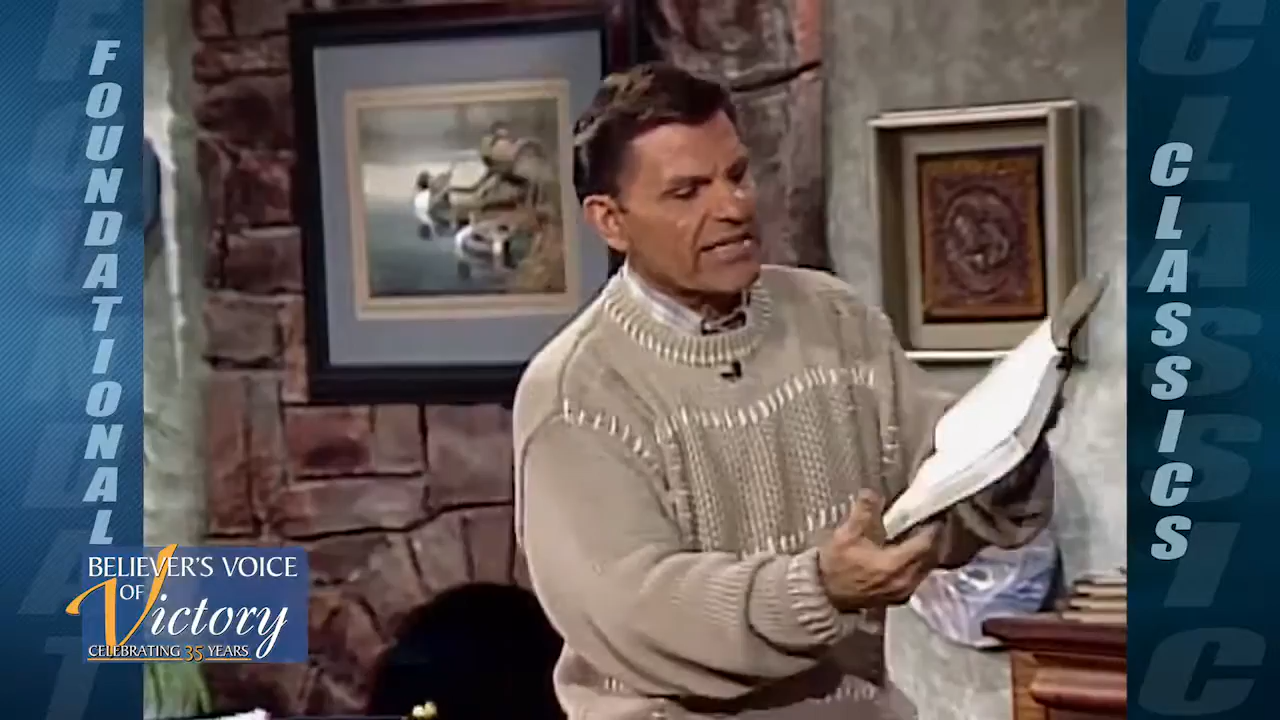 FOUNDATIONAL
CLASSICS
BELIEVER'S VOICE
OF
Victory
CELEBRATING 35 YEARS